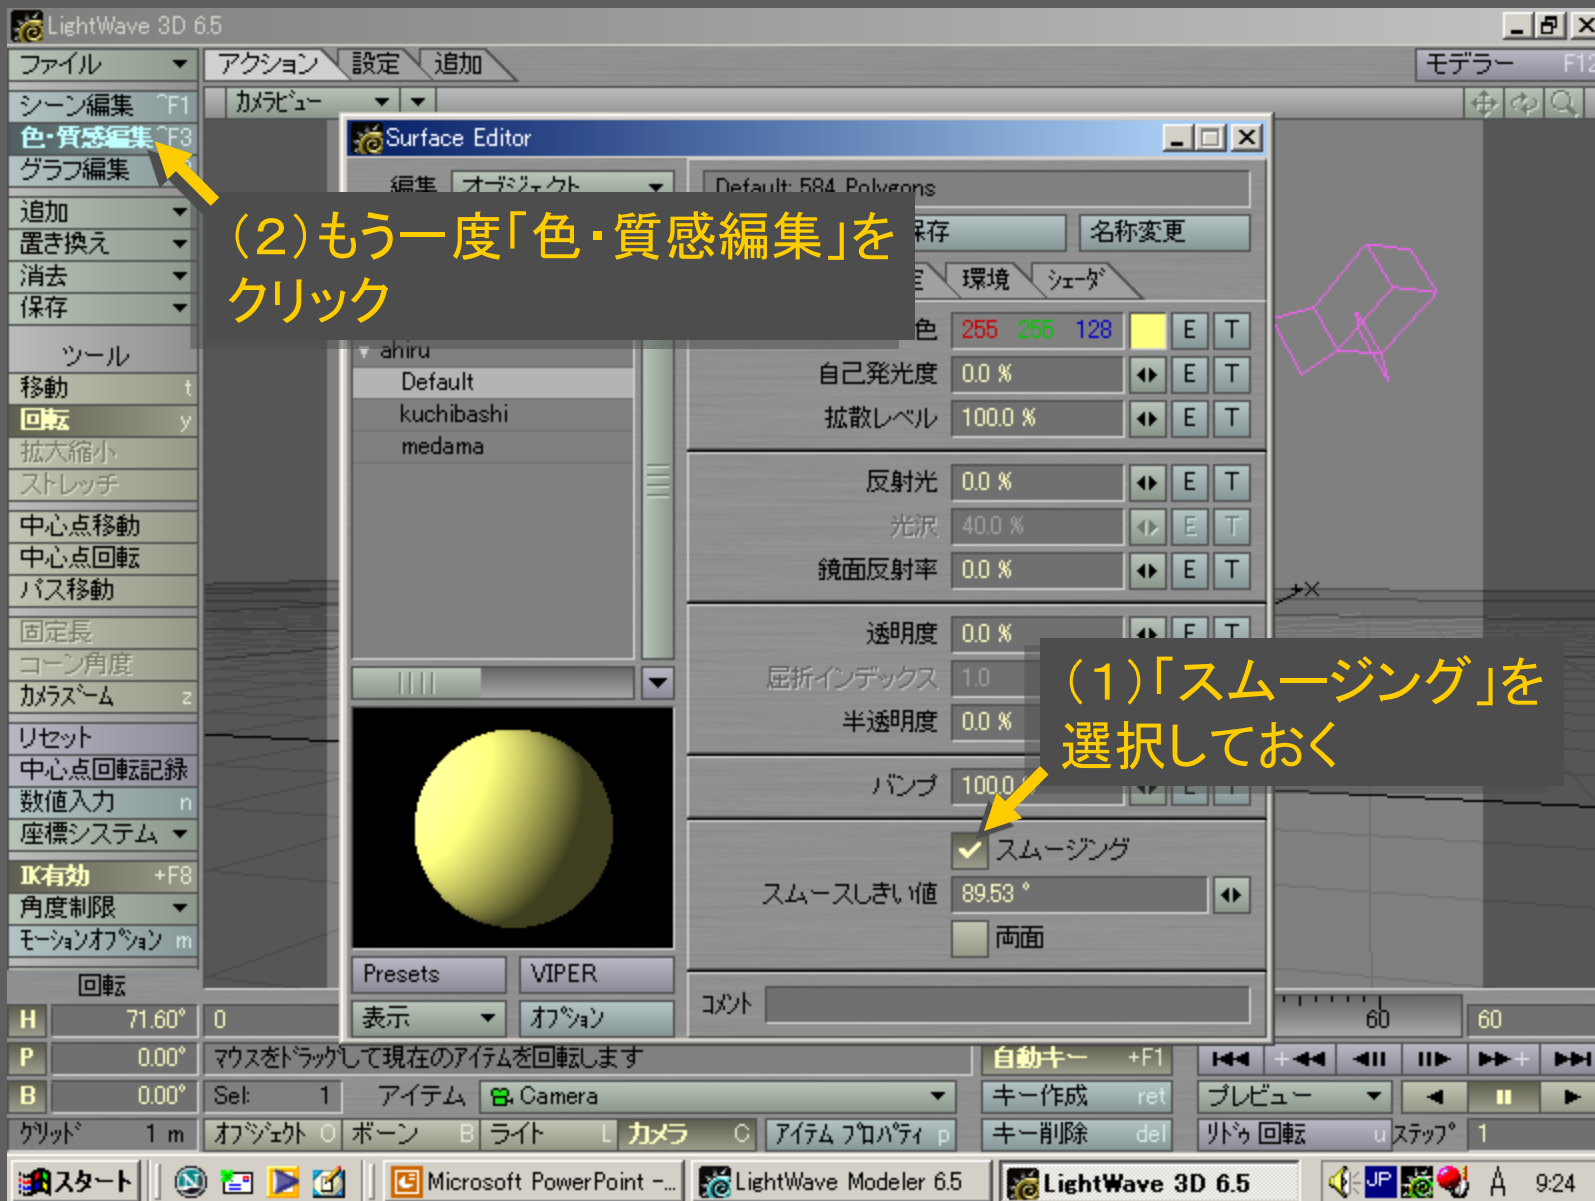 LightWave 3D 6.5
ファイル
アクション
設定
追加
モデラー F12
シーン編集 ^F1
カメラビュー
色・質感編集 ^F3
グラフ編集
追加
置き換え
消去
保存
ツール
移動 t
回転 y
拡大縮小
ストレッチ
中心点移動
中心点回転
パス移動
固定長
コーン角度
カメラズーム z
リセット
中心点回転記録
数値入力 n
座標システム
IK有効 +F8
角度制限
モーションオプション m
回転
H 71.60°
P 0.00°
B 0.00°
グリッド 1 m
Surface Editor
編集 オブジェクト
(2)もう一度「色・質感編集」を
クリック
ahiru
Default
kuchibashi
medama
Presets
VIPER
表示
オプション
Default: 584 Polygons
保存
名称変更
環境
シェーダ
色 255 255 128 E T
自己発光度 0.0 % E T
拡散レベル 100.0 % E T
反射光 0.0 % E T
光沢 40.0 % E T
鏡面反射率 0.0 % E T
透明度 0.0 % E T
屈折インデックス 1.0
半透明度 0.0 %
(1)「スムージング」を
選択しておく
バンプ 100.0 % E T
スムージング
スムースしきい値 89.53 °
両面
コメント
+X
0
60
60
マウスをドラッグして現在のアイテムを回転します
自動キー +F1
Sel: 1
アイテム Camera
キー作成 ret
プレビュー
オブジェクト O
ボーン B
ライト L
カメラ C
アイテム プロパティ p
キー削除 del
リドゥ 回転 u
ステップ 1
スタート
Microsoft PowerPoint -...
LightWave Modeler 6.5
LightWave 3D 6.5
JP
A
9:24